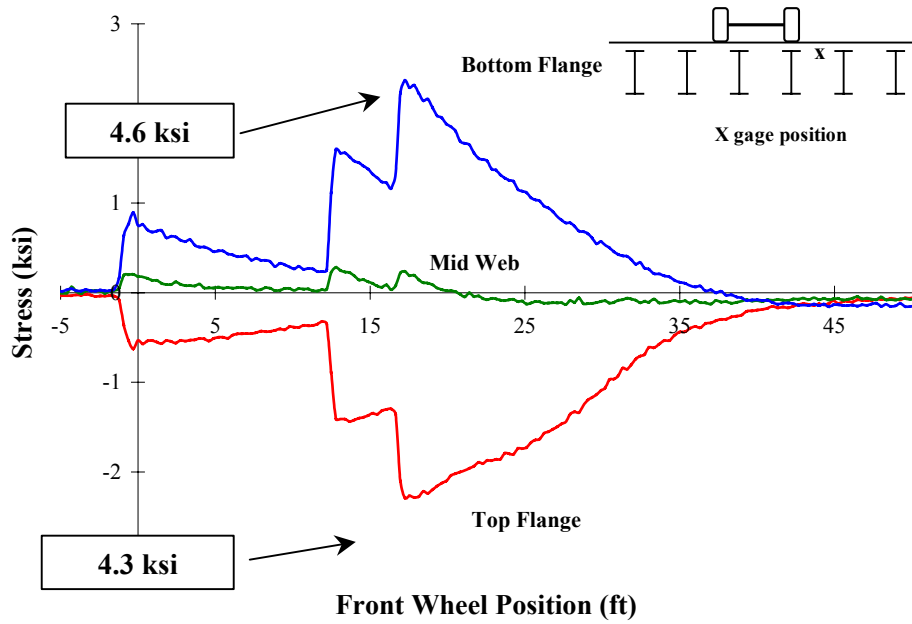 3
x
Bottom Flange
4.6 ksi
X gage position
1
Mid Web
Stress (ksi)
0
-5
5
15
25
35
45
-1
-2
Top Flange
4.3 ksi
Front Wheel Position (ft)